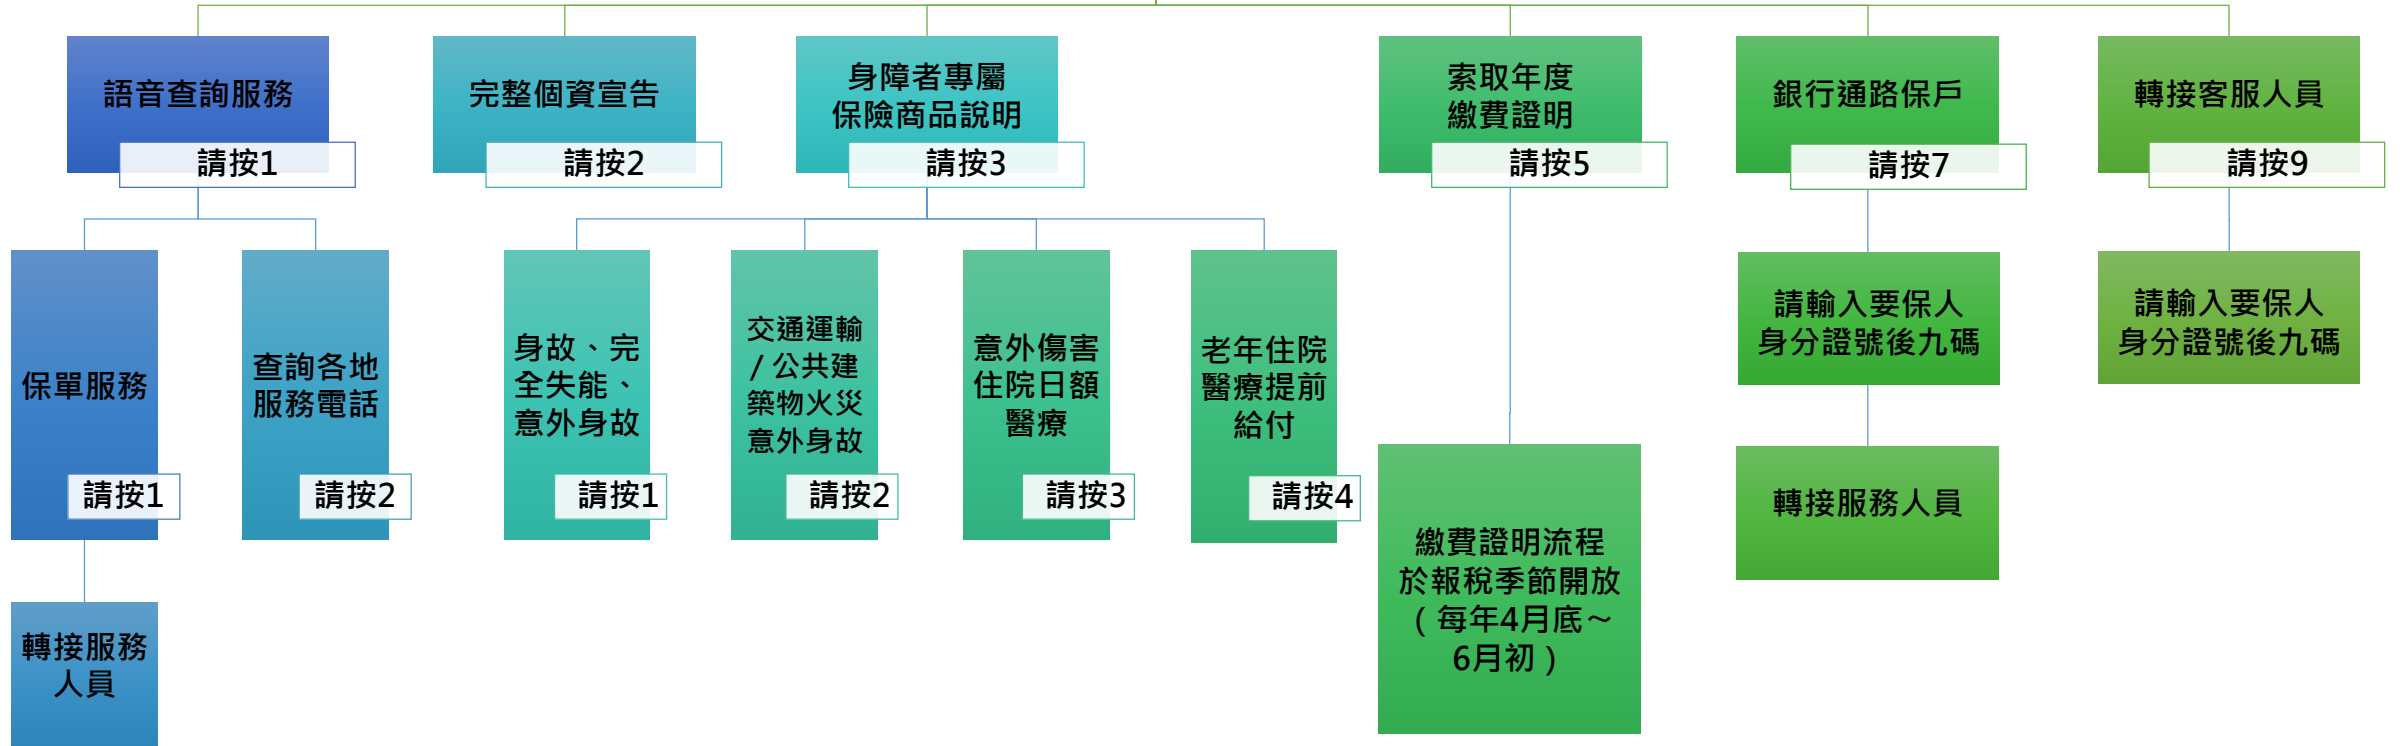 語音查詢服務
請按1
完整個資宣告
請按2
身障者專屬
保險商品說明
請按3
索取年度
繳費證明
請按5
銀行通路保戶
請按7
轉接客服人員
請按9
保單服務
請按1
查詢各地
服務電話
請按2
身故、完
全失能、
意外身故
請按1
交通運輸
/ 公共建
築物火災
意外身故
請按2
意外傷害
住院日額
醫療
請按3
老年住院
醫療提前
給付
請按4
繳費證明流程
於報稅季節開放
(每年4月底～
6月初)
請輸入要保人
身分證號後九碼
轉接服務人員
請輸入要保人
身分證號後九碼
轉接服務
人員